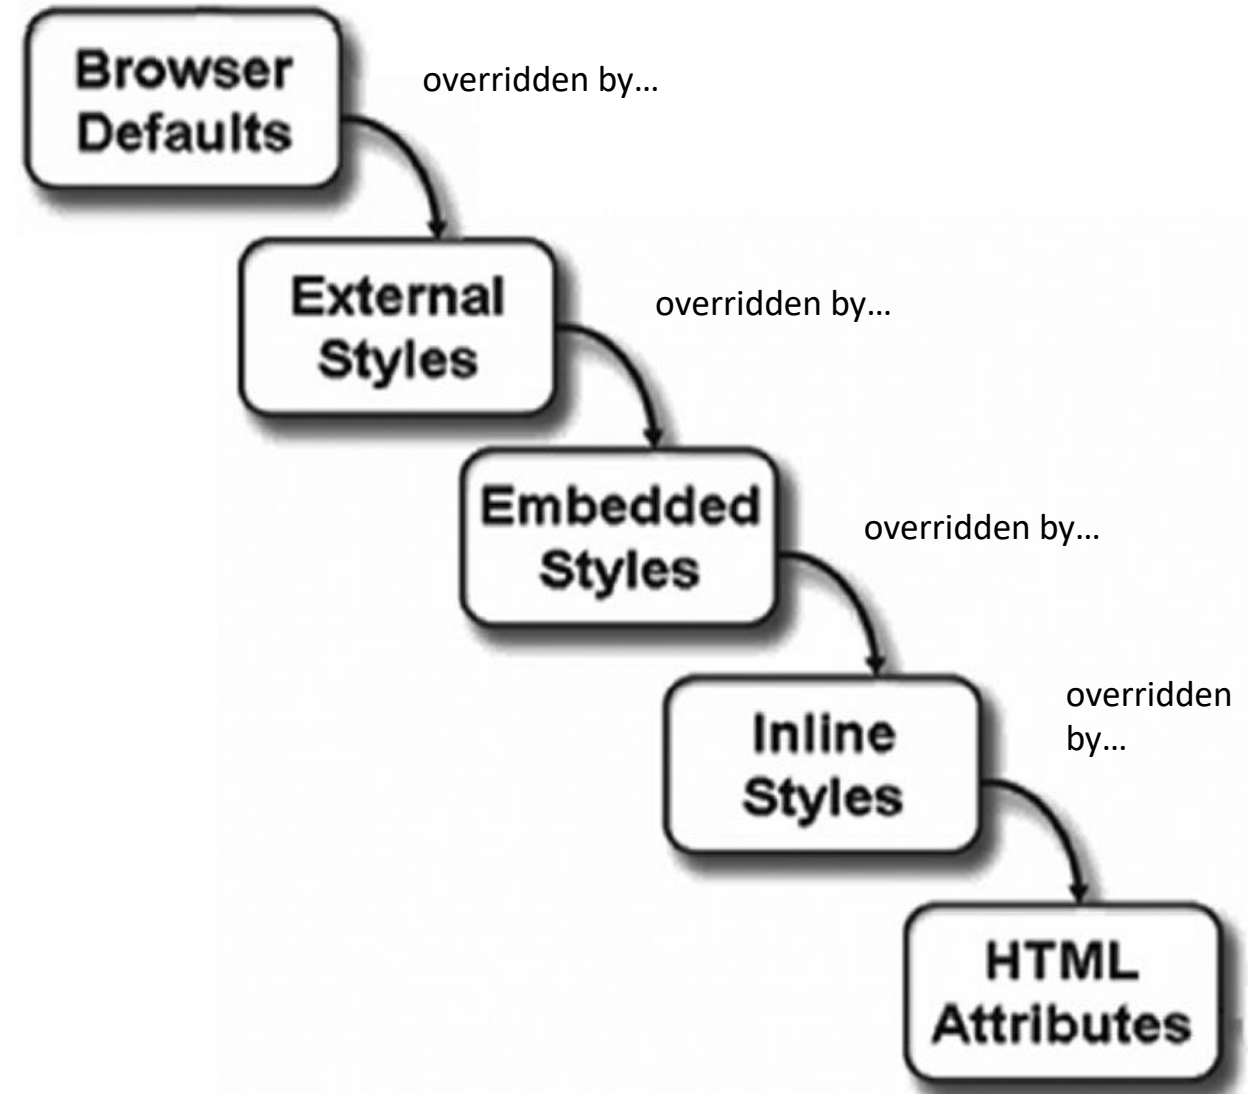 Browser
Defaults
overridden by…
External
Styles
overridden by…
Embedded
Styles
overridden by…
Inline
Styles
overridden
by…
HTML
Attributes